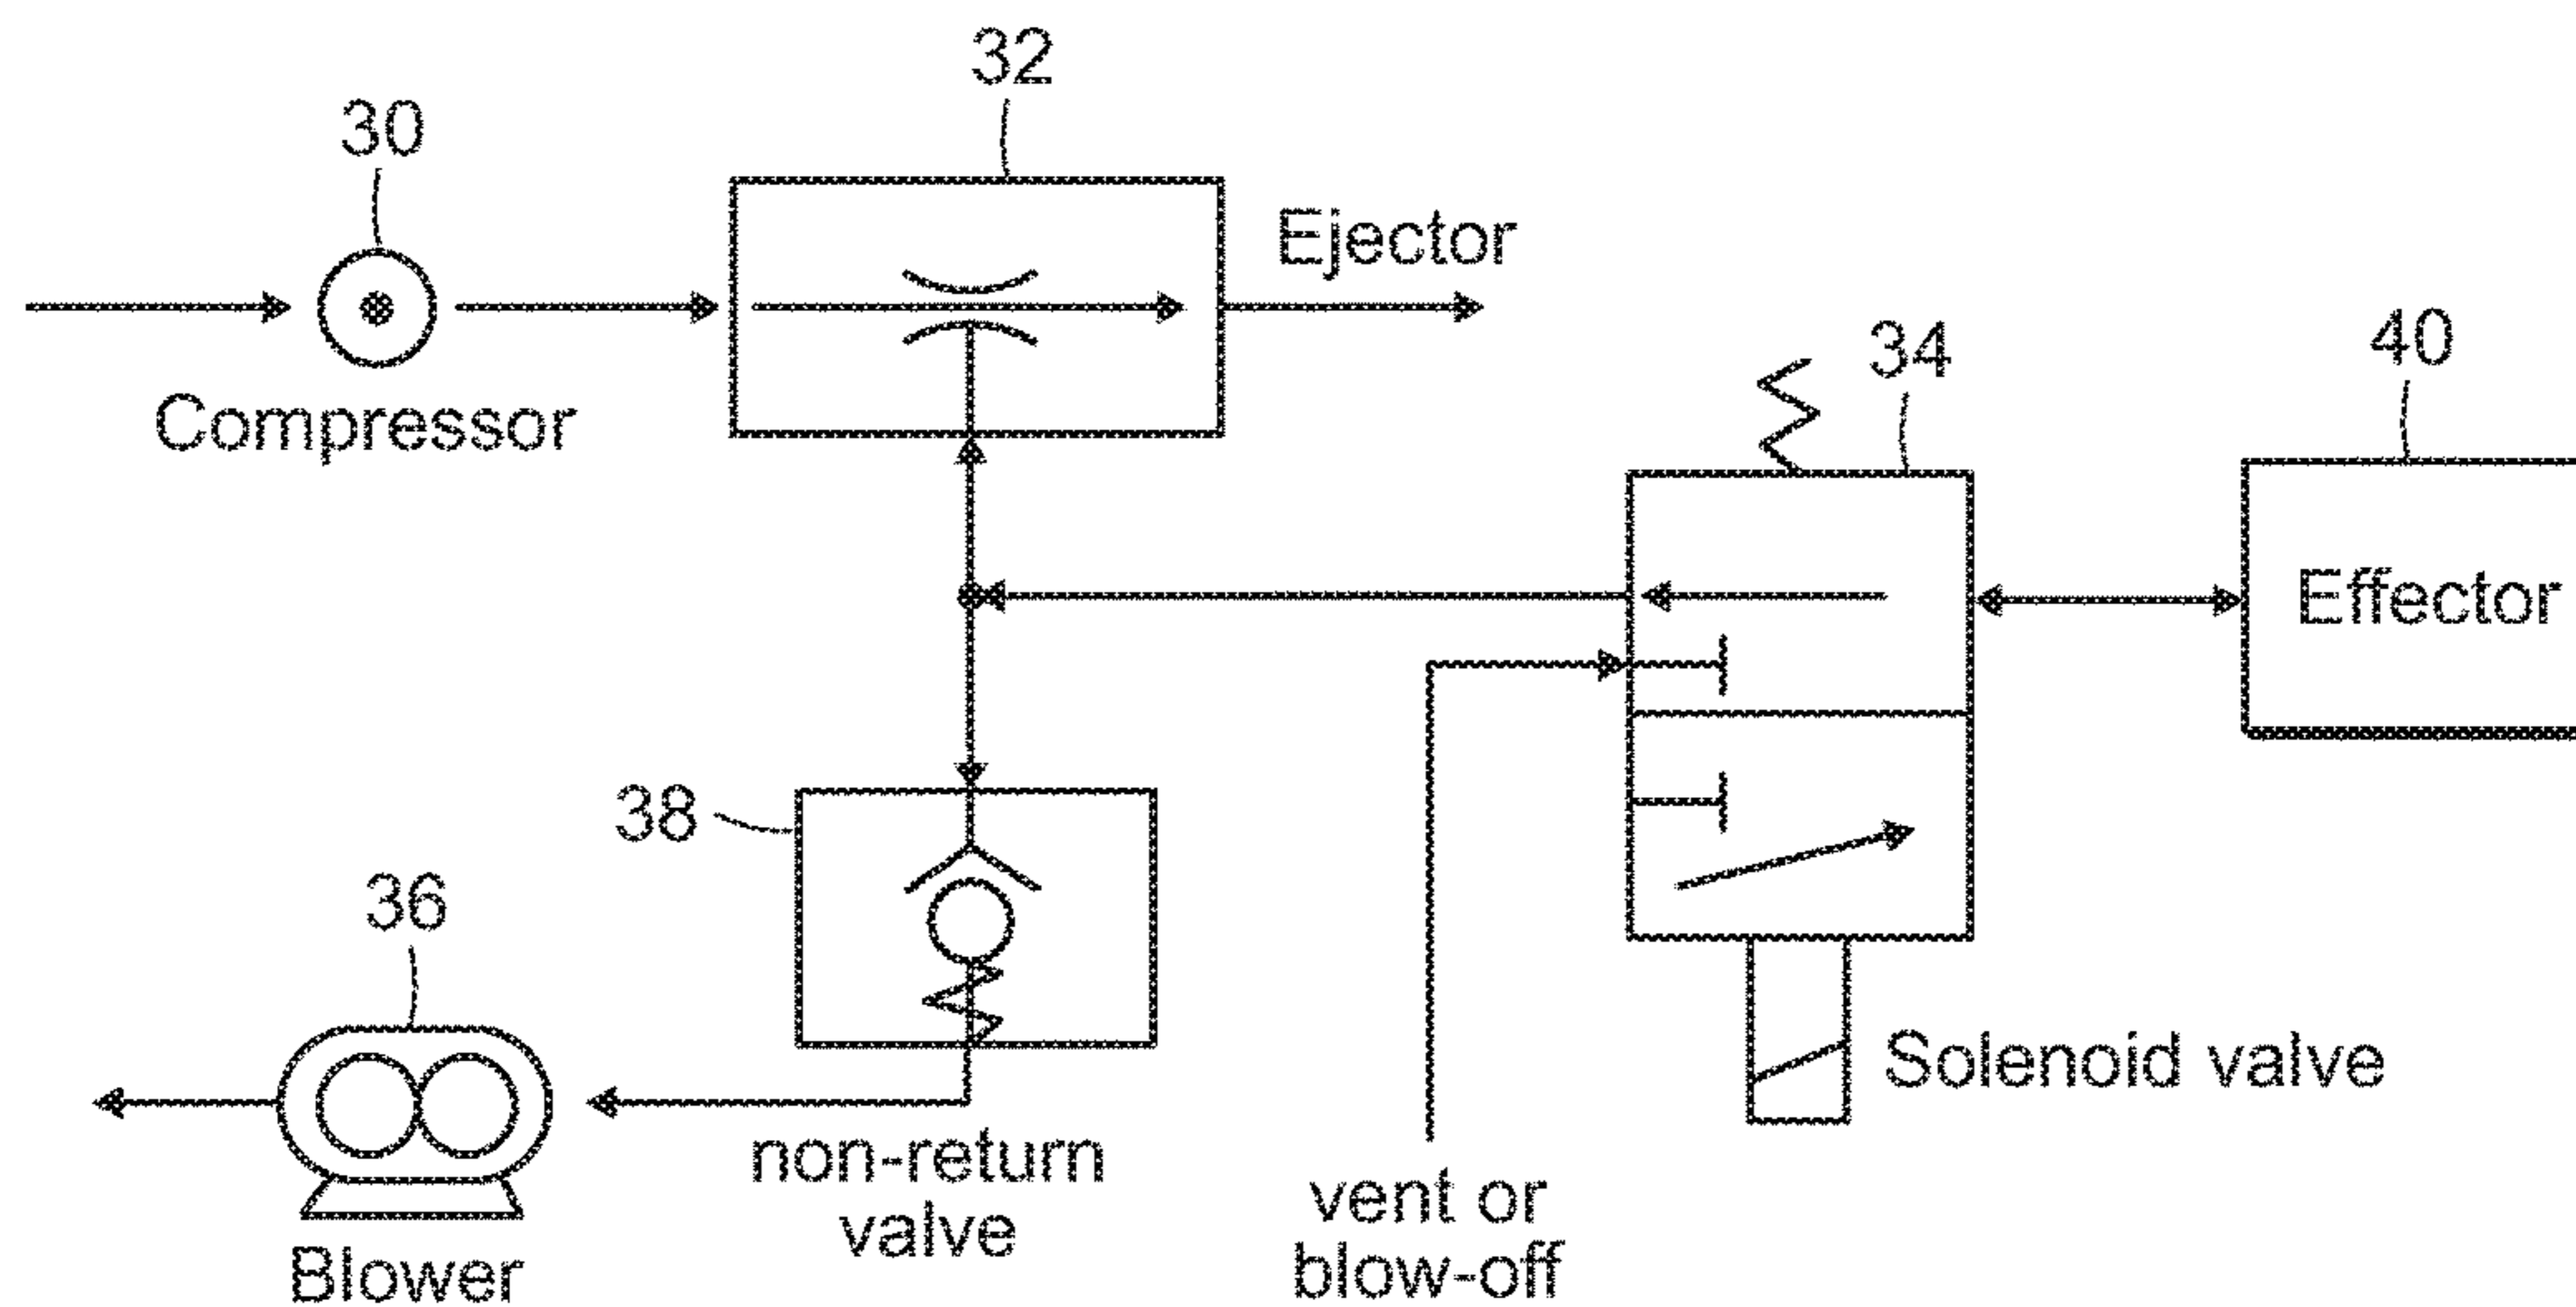 32
30
Ejector
34
40
Compressor
Effector
38
36
Solenoid valve
non-return
valve
vent or
blow-off
Blower